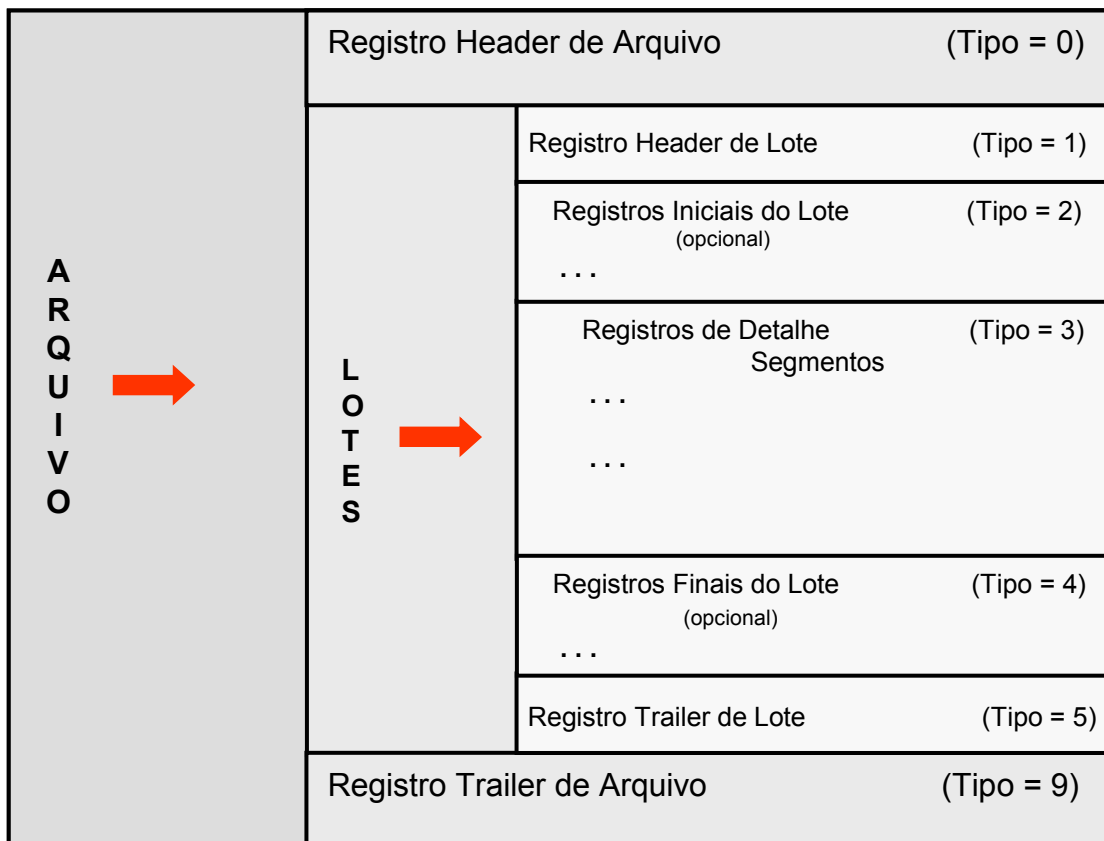 ARQUIVO
Registro Header de Arquivo (Tipo = 0)
LOTES
Registro Header de Lote (Tipo = 1)
Registros Iniciais do Lote (Tipo = 2)
(opcional)
. . .
Registros de Detalhe (Tipo = 3)
Segmentos
. . .
. . .
Registros Finais do Lote (Tipo = 4)
(opcional)
. . .
Registro Trailer de Lote (Tipo = 5)
Registro Trailer de Arquivo (Tipo = 9)